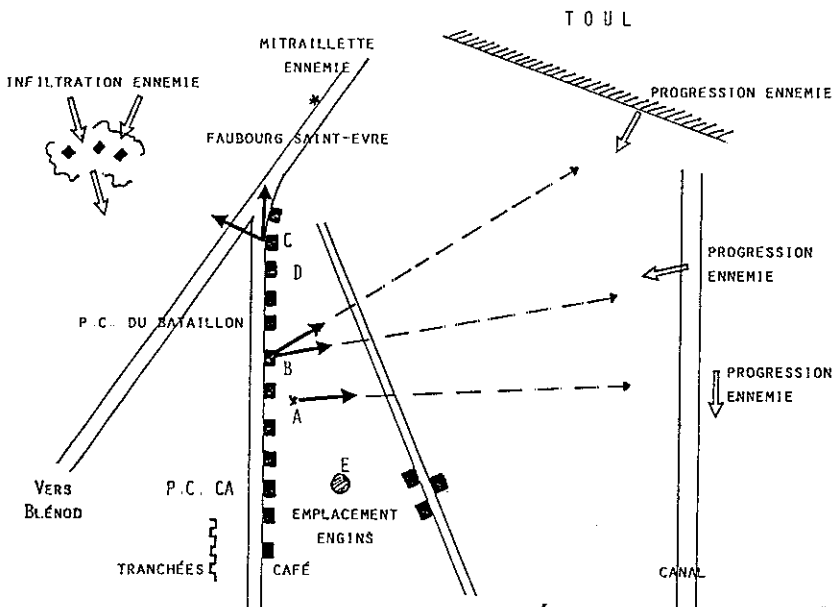 TOUL
MITRAILLETTE
ENNEMIE
INFILTRATION ENNEMIE
PROGRESSION ENNEMIE
FAUBOURG SAINT-EVRE
C
D
PROGRESSION
ENNEMIE
P.C. DU BATAILLON
B
PROGRESSION
ENNEMIE
A
E
VERS
BLÉNOD
P.C. CA
EMPLACEMENT
ENGINS
TRANCHÉES
CAFÉ
CANAL